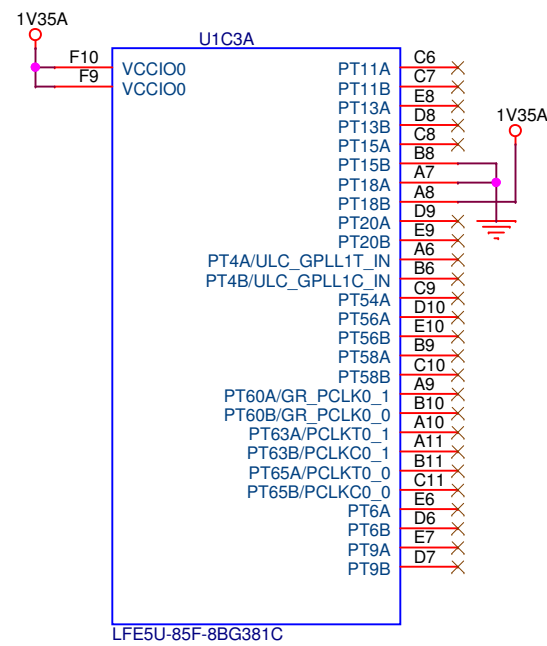 1V35A
U1C3A
F10 VCCIO0
F9 VCCIO0
PT11A C6
PT11B C7
PT13A E8
PT13B D8
PT15A C8
1V35A
PT15B B8
PT18A A7
PT18B A8
PT20A D9
PT20B E9
PT4A/ULC_GPLL1T_IN A6
PT4B/ULC_GPLL1C_IN B6
PT54A C9
PT56A D10
PT56B E10
PT58A B9
PT58B C10
PT60A/GR_PCLK0_1 A9
PT60B/GR_PCLK0_0 B10
PT63A/PCLKT0_1 A10
PT63B/PCLKC0_1 A11
PT65A/PCLKT0_0 B11
PT65B/PCLKC0_0 C11
PT6A E6
PT6B D6
PT9A E7
PT9B D7
LFE5U-85F-8BG381C